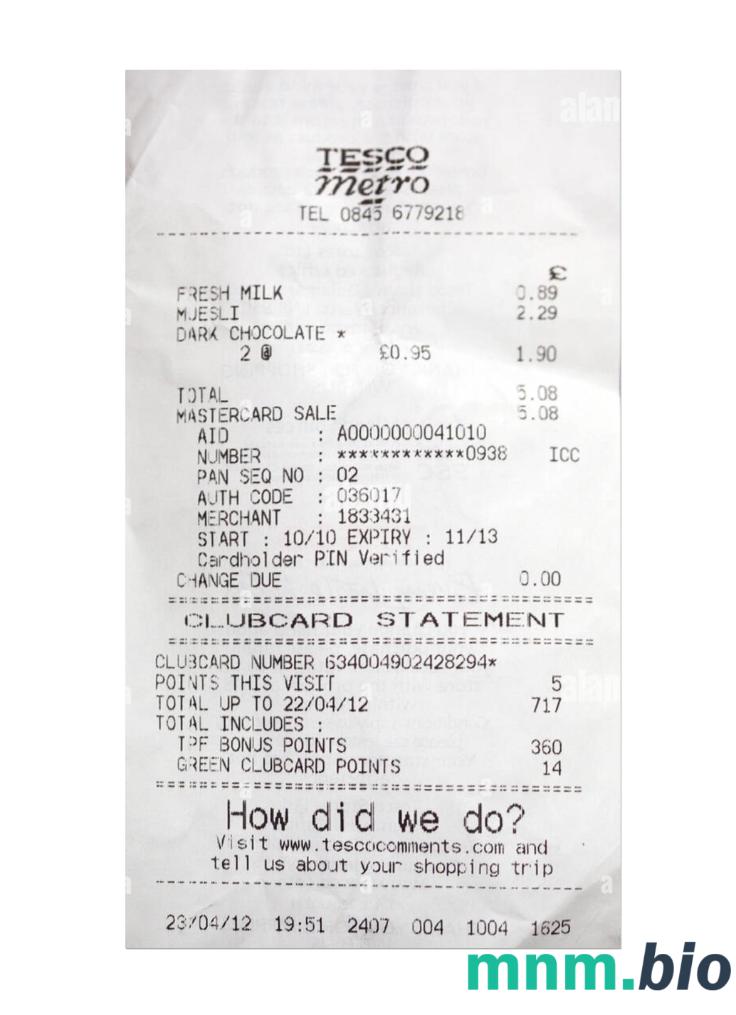 TESCO
metro
TEL 0845 6779218
£
FRESH MILK 0.89
MUESLI 2.29
DARK CHOCOLATE *
2 @ £0.95 1.90
TOTAL 5.08
MASTERCARD SALE 5.08
AID : A0000000041010
NUMBER : ************0938 ICC
PAN SEQ NO : 02
AUTH CODE : 036017
MERCHANT : 1833431
START : 10/10 EXPIRY : 11/13
Cardholder PIN Verified
CHANGE DUE 0.00
CLUBCARD STATEMENT
CLUBCARD NUMBER 634004902428294*
POINTS THIS VISIT 5
TOTAL UP TO 22/04/12 717
TOTAL INCLUDES :
TPF BONUS POINTS 360
GREEN CLUBCARD POINTS 14
How did we do?
Visit www.tescocomments.com and
tell us about your shopping trip
23/04/12 19:51 2407 004 1004 1625
mnm.bio